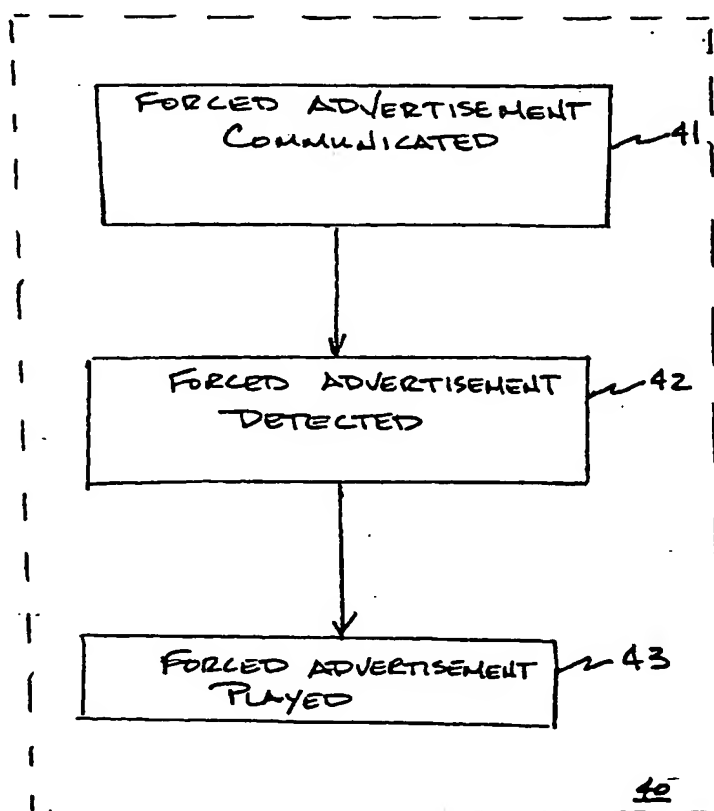 FORCED ADVERTISEMENT
COMMUNICATED
41
FORCED ADVERTISEMENT
DETECTED
42
FORCED ADVERTISEMENT
PLAYED
43
40